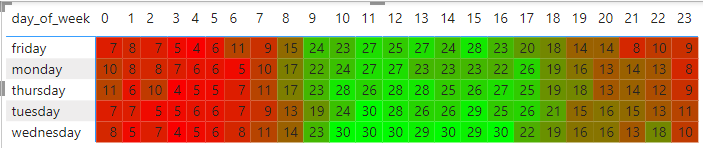 day_of_week 0 1 2 3 4 5 6 7 8 9 10 11 12 13 14 15 16 17 18 19 20 21 22 23
friday 7 8 7 5 4 6 11 9 15 24 23 27 25 27 24 28 23 20 18 14 14 8 10 9
monday 10 8 8 7 6 6 5 10 17 22 24 27 27 23 23 23 22 26 19 16 13 14 13 8
thursday 11 6 10 4 5 5 7 11 17 23 28 26 28 28 25 26 27 25 19 18 13 14 12 9
tuesday 7 7 5 5 6 6 7 9 13 19 24 30 28 26 26 29 25 26 21 15 16 15 13 11
wednesday 8 5 7 4 5 6 8 11 14 23 30 30 30 29 29 30 30 22 19 16 16 13 18 10